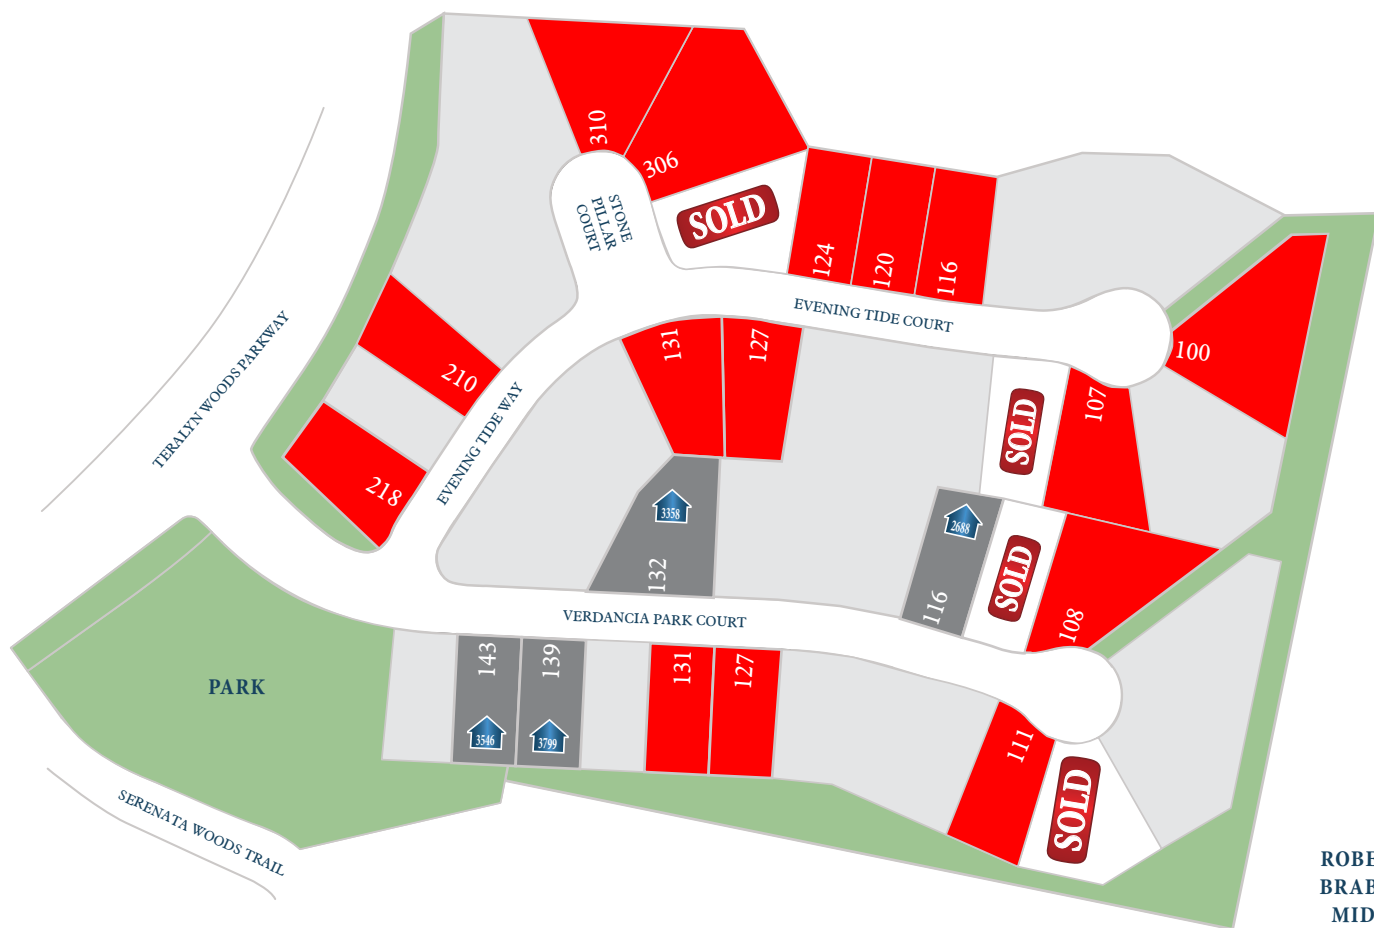 310
306
STONE
PILLAR
COURT
SOLD
124
120
116
EVENING TIDE COURT
100
131
127
107
SOLD
210
218
TERALYN WOODS PARKWAY
EVENING TIDE WAY
3358
132
2688
116
SOLD
108
VERDANCIA PARK COURT
143
139
131
127
3546
3799
PARK
111
SOLD
SERENATA WOODS TRAIL
ROBE
BRAB
MID